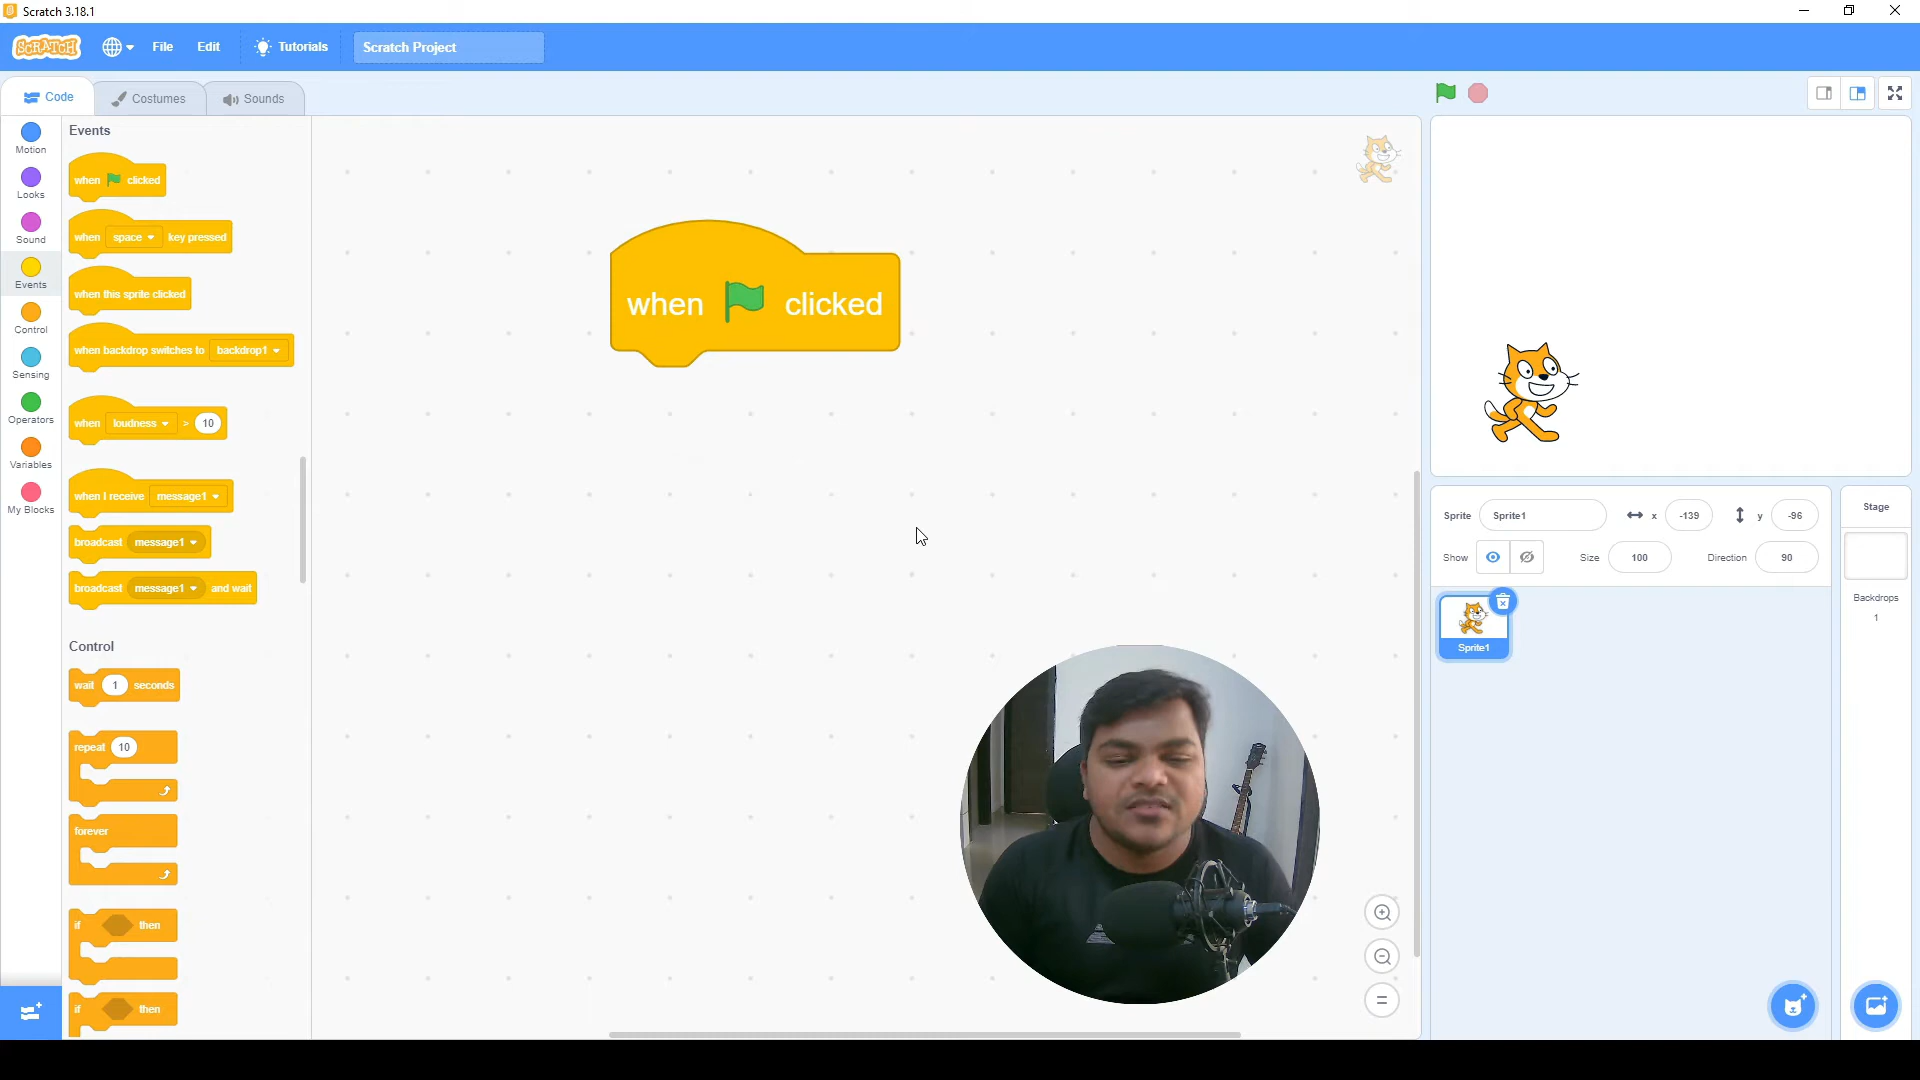 Scratch 3.18.1
SCRATCH
File
Edit
Tutorials
Scratch Project
Code
Costumes
Sounds
Motion
Looks
Sound
Events
Control
Sensing
Operators
Variables
My Blocks
Events
when clicked
when space key pressed
when this sprite clicked
when backdrop switches to backdrop1
when loudness > 10
when I receive message1
broadcast message1
broadcast message1 and wait
Control
wait 1 seconds
repeat 10
forever
if then
if then
when clicked
Sprite Sprite1 x -139 y -96
Show Size 100 Direction 90
Sprite1
Stage
Backdrops
1